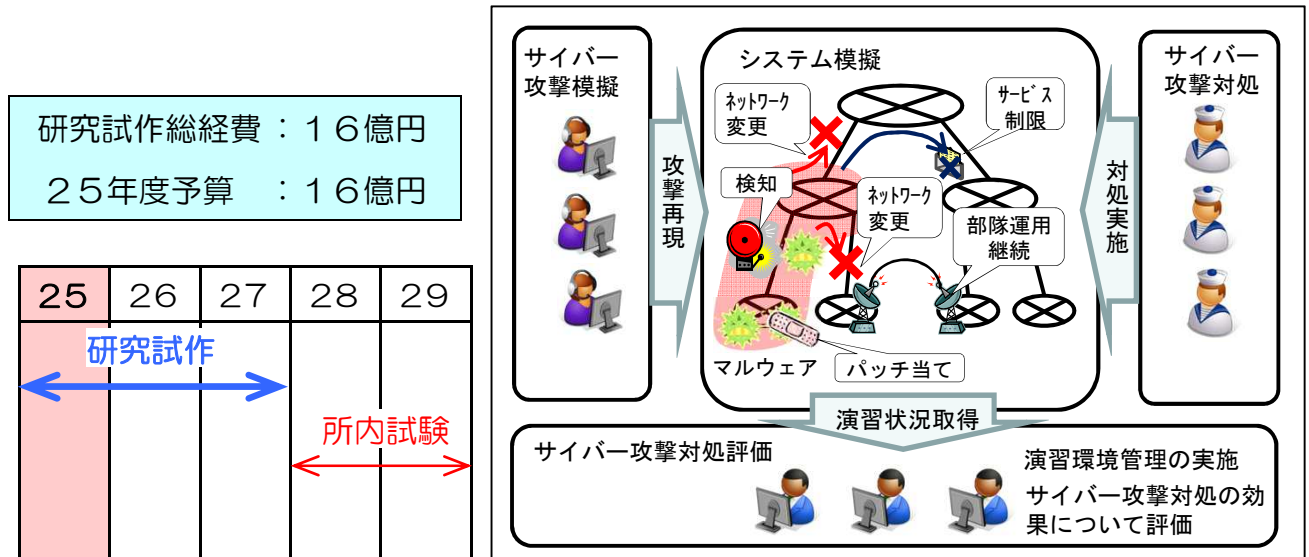 研究試作総経費：１６億円
２５年度予算　：１６億円
25 26 27 28 29
研究試作
所内試験
サイバー
攻撃模擬
攻撃再現
システム模擬
ﾈｯﾄﾜｰｸ
変更
ｻｰﾋﾞｽ
制限
検知
ﾈｯﾄﾜｰｸ
変更
部隊運用
継続
マルウェア
パッチ当て
サイバー
攻撃対処
対処実施
演習状況取得
サイバー攻撃対処評価
演習環境管理の実施
サイバー攻撃対処の効
果について評価